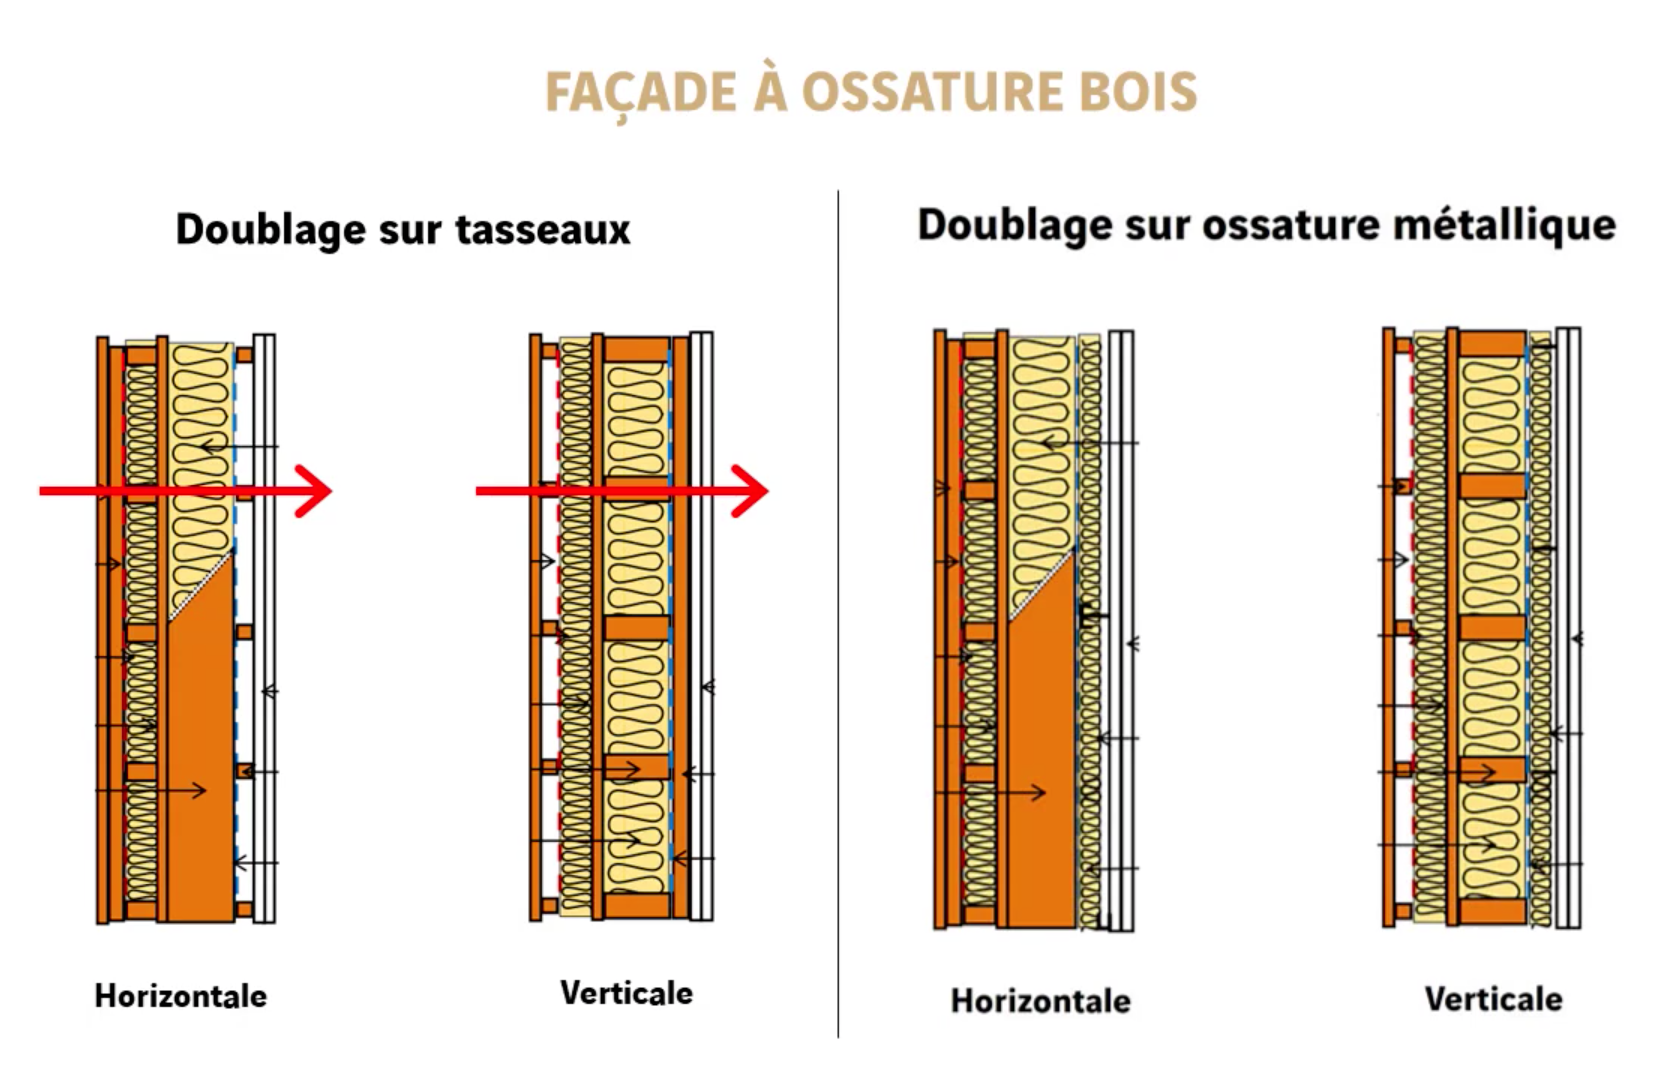 FAÇADE À OSSATURE BOIS
Doublage sur tasseaux
Doublage sur ossature métallique
Horizontale
Verticale
Horizontale
Verticale